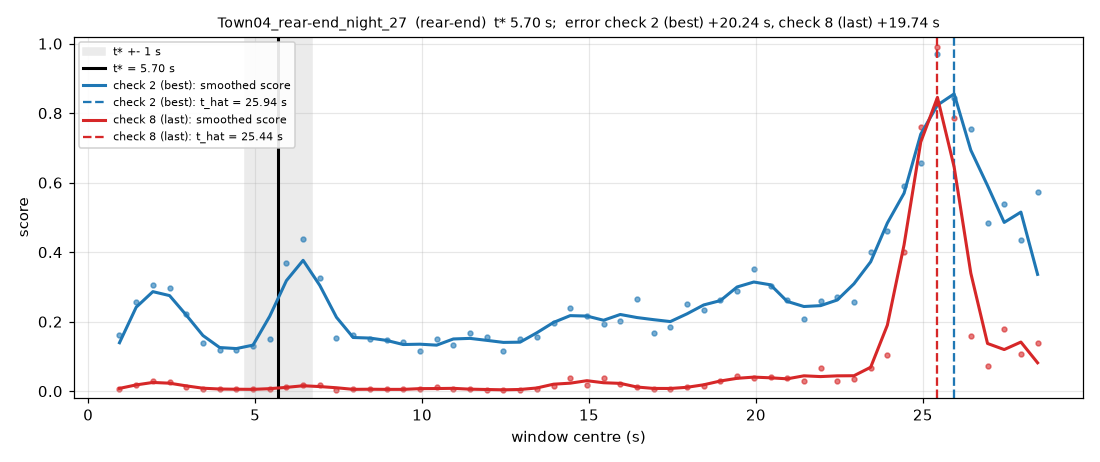 Town04_rear-end_night_27  (rear-end)  t* 5.70 s;  error check 2 (best) +20.24 s, check 8 (last) +19.74 s
t* +- 1 s
t* = 5.70 s
check 2 (best): smoothed score
check 2 (best): t_hat = 25.94 s
check 8 (last): smoothed score
check 8 (last): t_hat = 25.44 s
score
1.0
0.8
0.6
0.4
0.2
0.0
0 5 10 15 20 25
window centre (s)